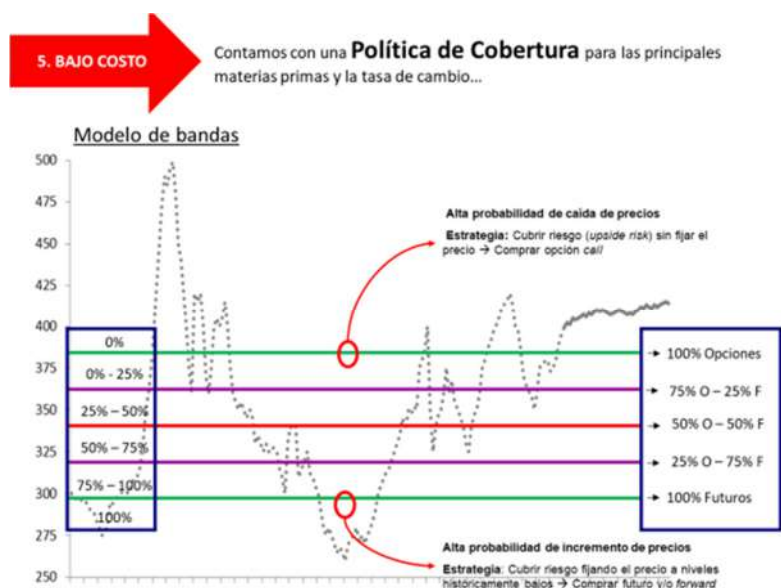 5. BAJO COSTO
Contamos con una Política de Cobertura para las principales
materias primas y la tasa de cambio...
Modelo de bandas
500
475
450
425
400
375
350
325
300
275
250
Alta probabilidad de caída de precios
Estrategia: Cubrir riesgo (upside risk) sin fijar el
precio → Comprar opción call
0%
0% - 25%
25% – 50%
50% – 75%
75% – 100%
100%
100% Opciones
75% O – 25% F
50% O – 50% F
25% O – 75% F
100% Futuros
Alta probabilidad de incremento de precios
Estrategia: Cubrir riesgo fijando el precio a niveles
históricamente bajos → Comprar futuro y/o forward